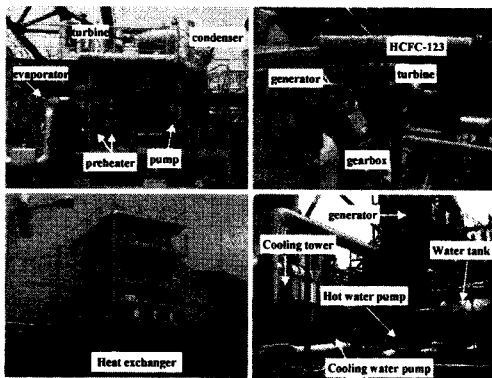 turbine
condenser
evaporator
preheater
pump
HCFC-123
turbine
generator
gearbox
Heat exchanger
generator
Cooling tower
Water tank
Hot water pump
Cooling water pump